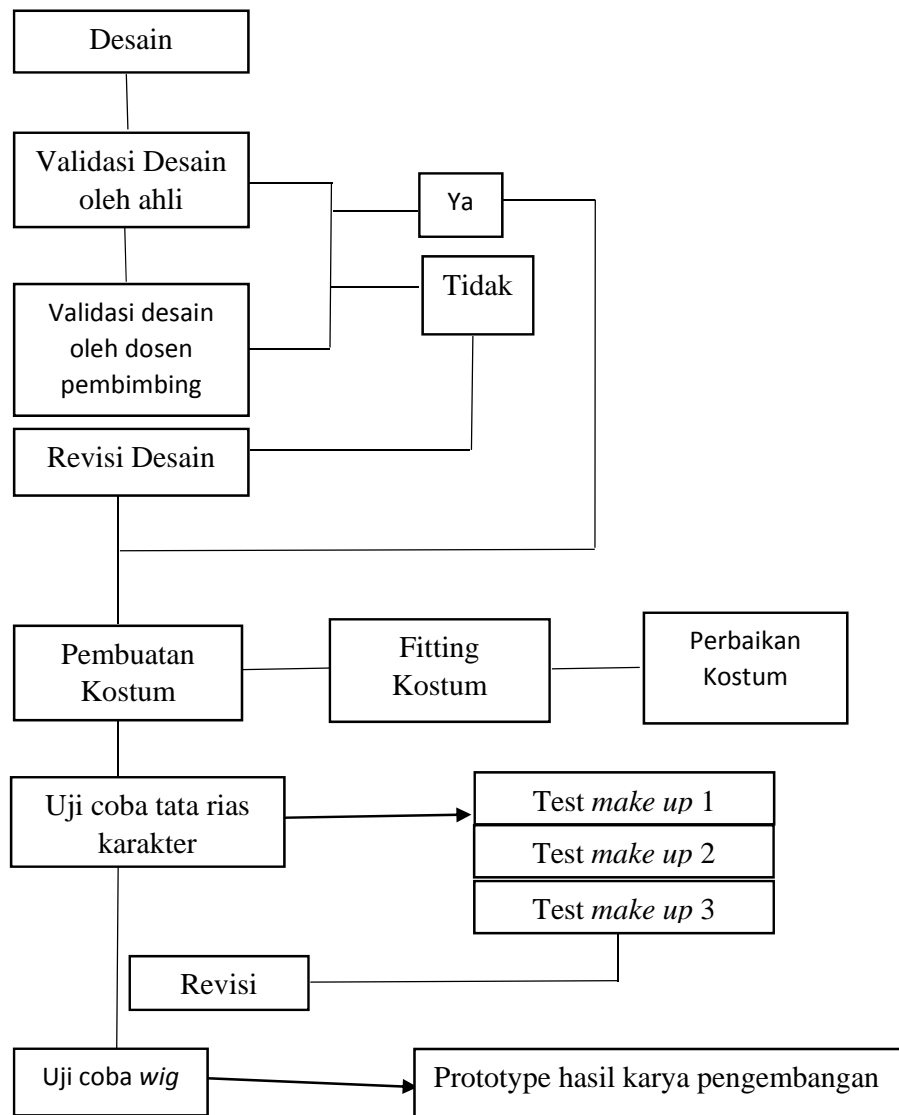 Desain
Validasi Desain
oleh ahli
Ya
Tidak
Validasi desain
oleh dosen
pembimbing
Revisi Desain
Pembuatan
Kostum
Fitting
Kostum
Perbaikan
Kostum
Uji coba tata rias
karakter
Test make up 1
Test make up 2
Test make up 3
Revisi
Uji coba wig
Prototype hasil karya pengembangan